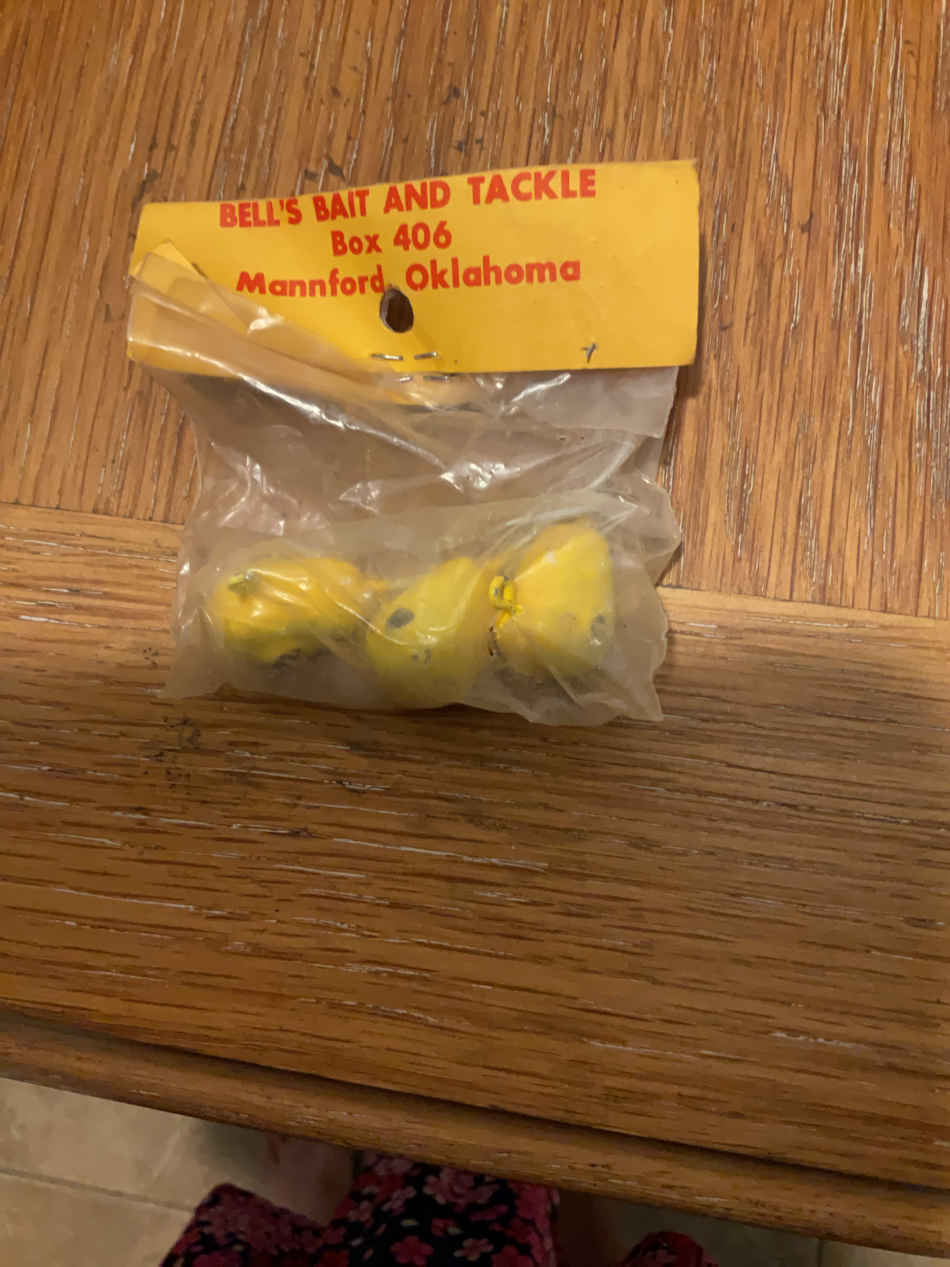 BELL'S BAIT AND TACKLE
Box 406
Mannford, Oklahoma